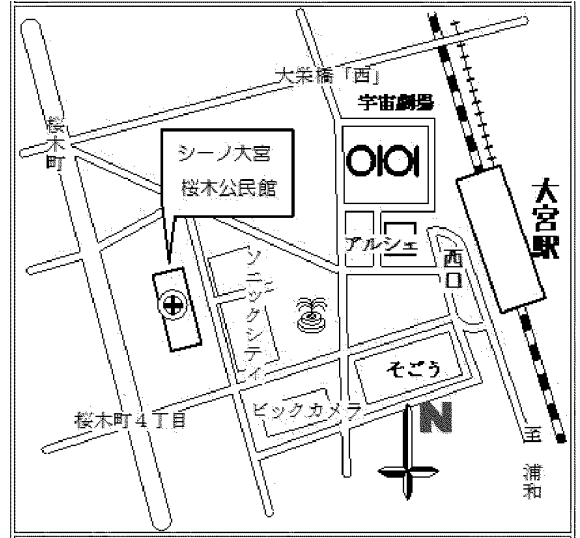 大栄橋「西」
宇宙劇場
桜木町
シーノ大宮
桜木公民館
OIOI
大宮駅
アルシェ
西口
ソニックシティ
そごう
ビックカメラ
桜木町4丁目
N
至
浦和